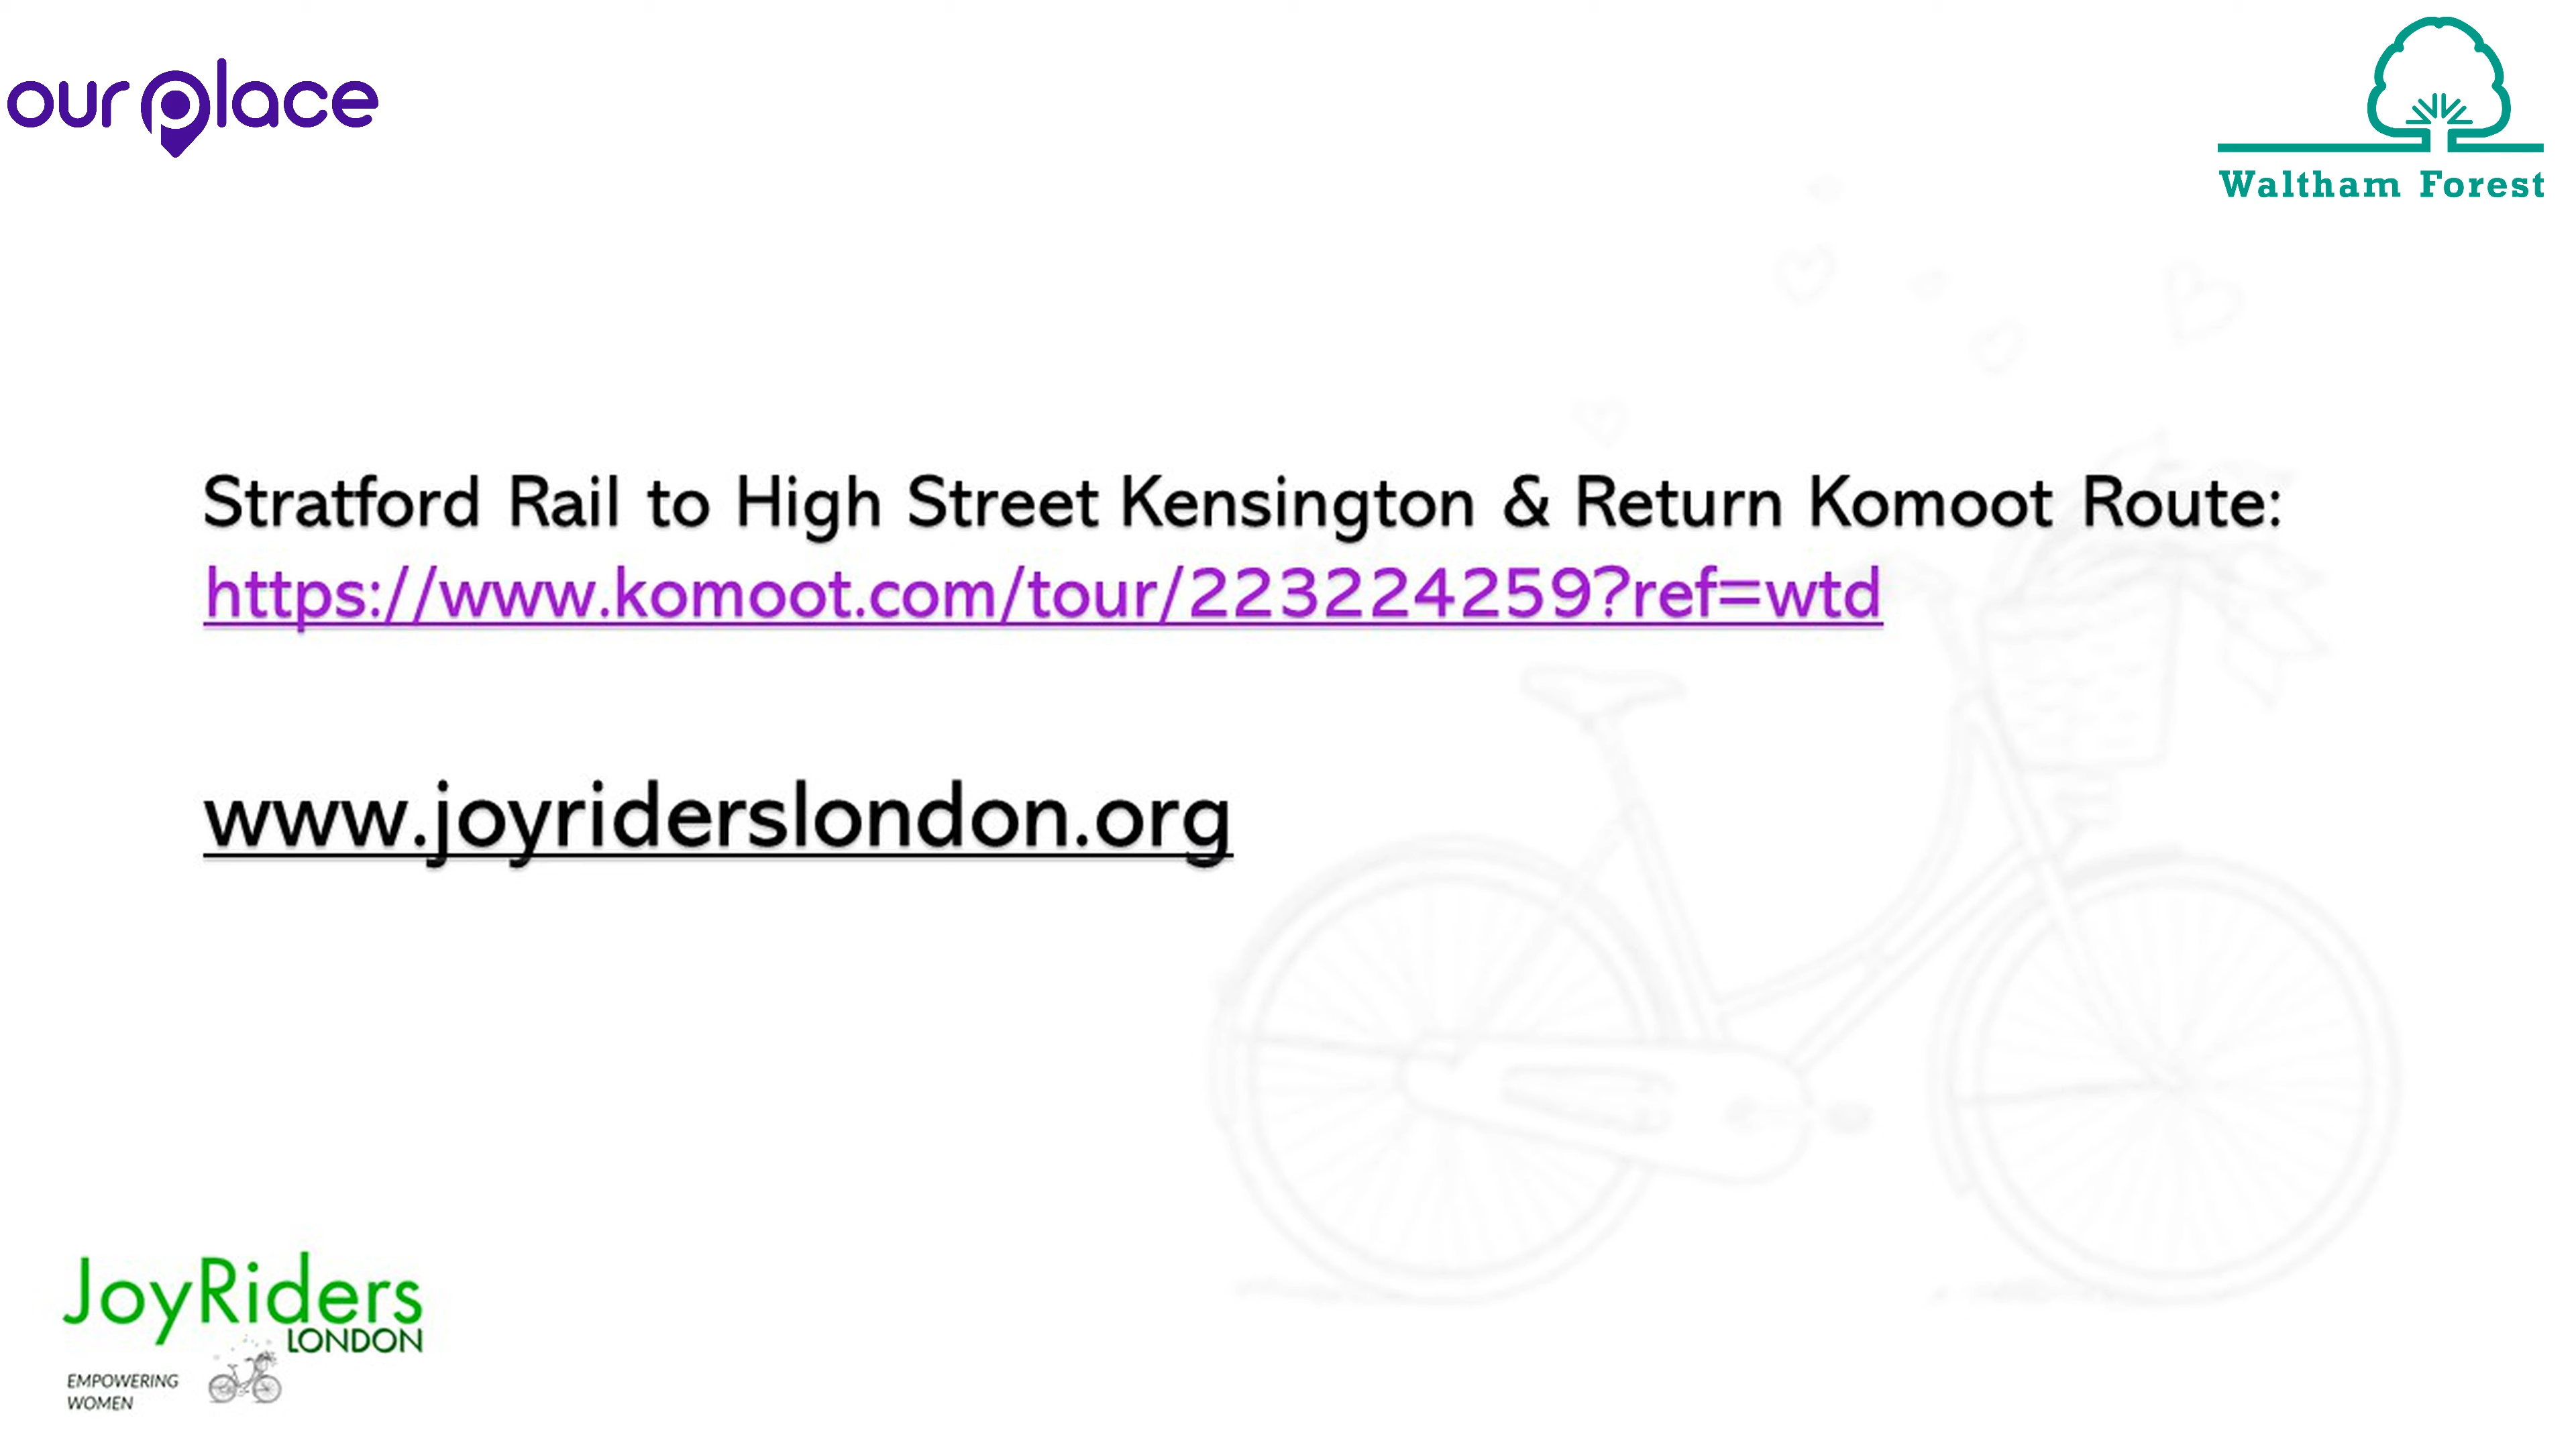 our place
Waltham Forest
Stratford Rail to High Street Kensington & Return Komoot Route:
https://www.komoot.com/tour/223224259?ref=wtd
www.joyriderslondon.org
JoyRiders
LONDON
EMPOWERING
WOMEN